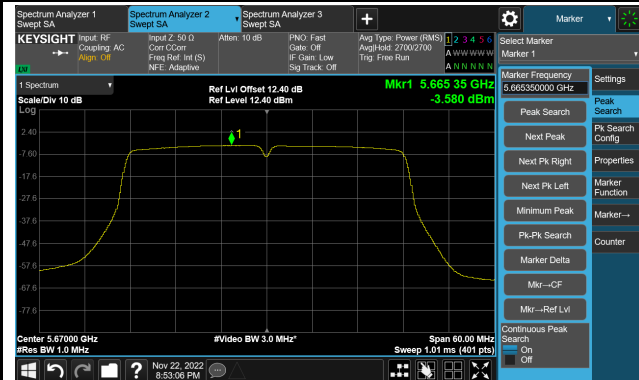 Spectrum Analyzer 1
Swept SA
Spectrum Analyzer 2
Swept SA
Spectrum Analyzer 3
Swept SA
+
Marker
KEYSIGHT
Input: RF
Coupling: AC
Align: Off
Input Z: 50 Ω
Corr CCorr
Freq Ref: Int (S)
NFE: Adaptive
Atten: 10 dB
PNO: Fast
Gate: Off
IF Gain: Low
Sig Track: Off
Avg Type: Power (RMS)
Avg|Hold: 2700/2700
Trig: Free Run
1 2 3 4 5 6
A W W W W W
A N N N N N
LXI
Select Marker
Marker 1
1 Spectrum
Scale/Div 10 dB
Ref Lvl Offset 12.40 dB
Ref Level 12.40 dBm
Mkr1 5.665 35 GHz
-3.580 dBm
Log
2.40
-7.60
-17.6
-27.6
-37.6
-47.6
-57.6
-67.6
-77.6
1
Center 5.67000 GHz
#Res BW 1.0 MHz
#Video BW 3.0 MHz*
Span 60.00 MHz
Sweep 1.01 ms (401 pts)
Marker Frequency
5.665350000 GHz
Peak Search
Next Peak
Next Pk Right
Next Pk Left
Minimum Peak
Pk-Pk Search
Marker Delta
Mkr→CF
Mkr→Ref Lvl
Continuous Peak
Search
On
Off
Settings
Peak
Search
Pk Search
Config
Properties
Marker
Function
Marker→
Counter
?
Nov 22, 2022
8:53:06 PM